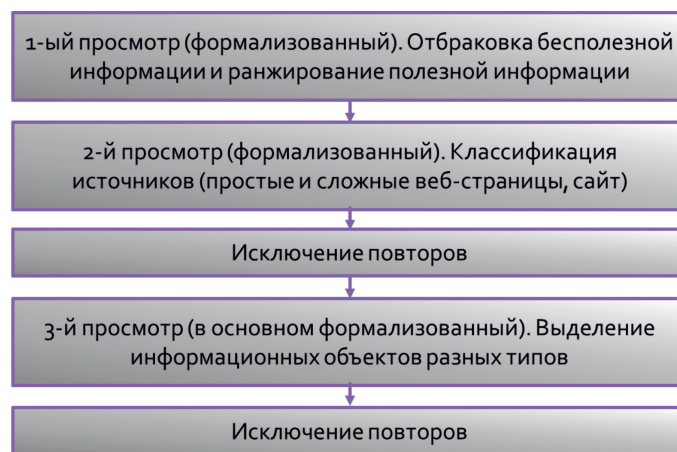 1-ый просмотр (формализованный). Отбраковка бесполезной
информации и ранжирование полезной информации
2-й просмотр (формализованный). Классификация
источников (простые и сложные веб-страницы, сайт)
Исключение повторов
3-й просмотр (в основном формализованный). Выделение
информационных объектов разных типов
Исключение повторов